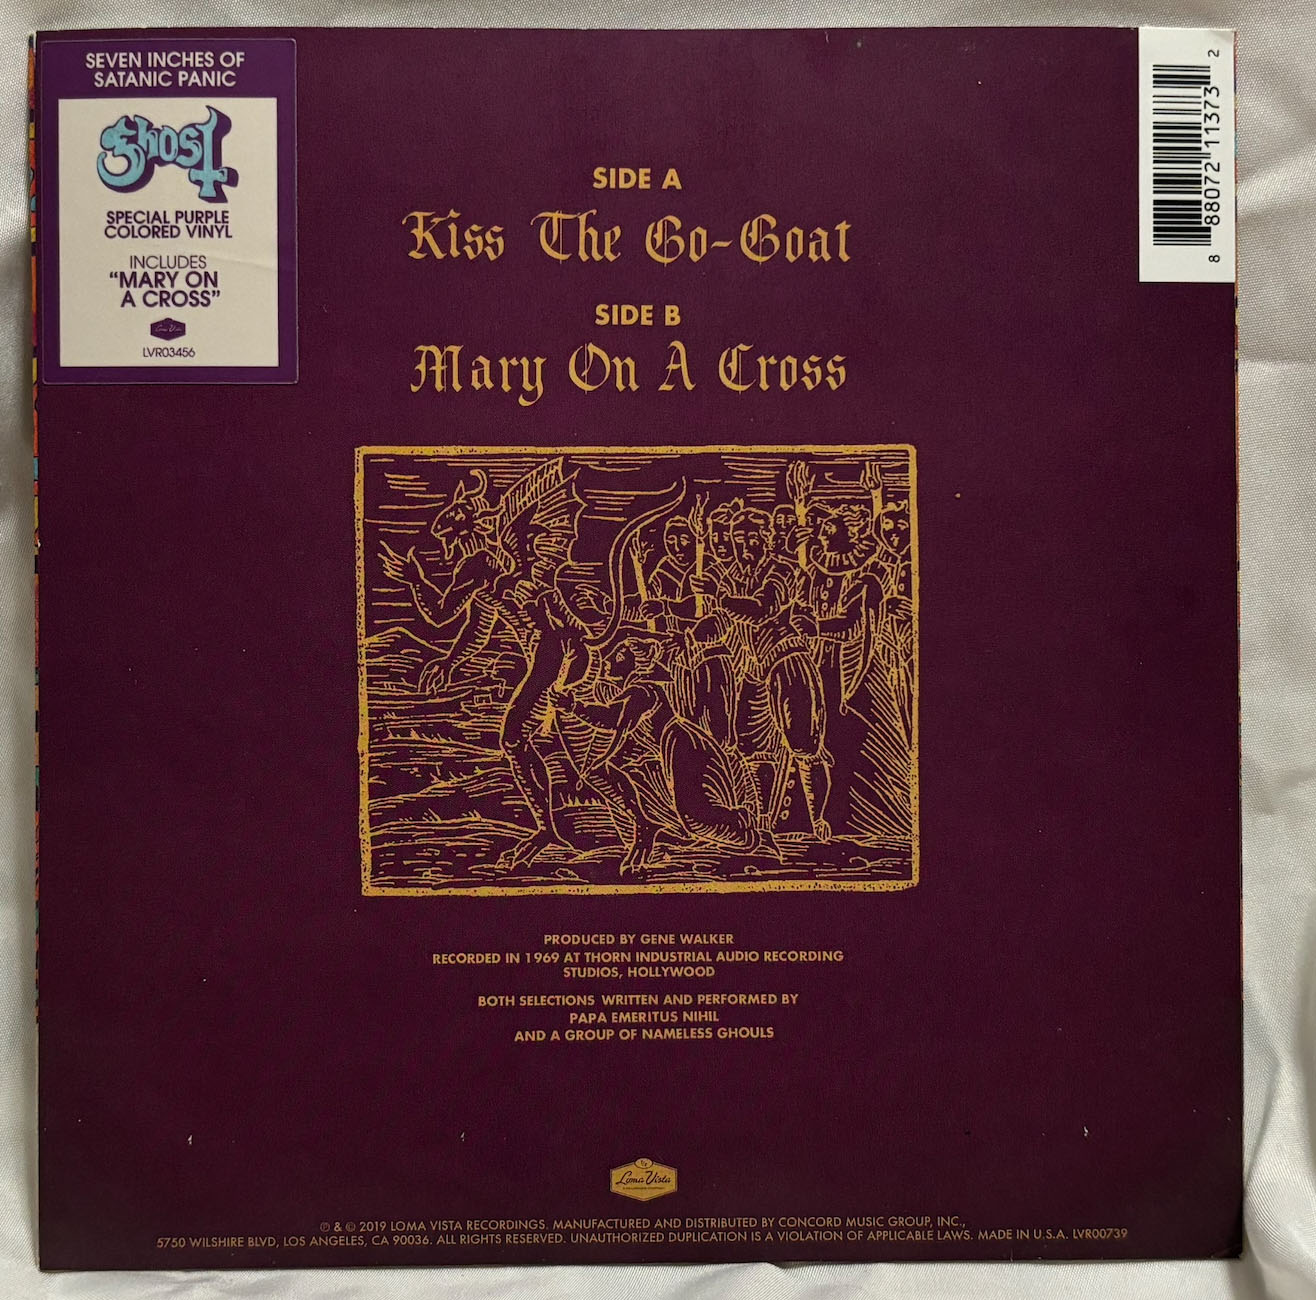 SEVEN INCHES OF
SATANIC PANIC
Ghost
SPECIAL PURPLE
COLORED VINYL
INCLUDES
“MARY ON
A CROSS”
Loma Vista
LVR03456
8 88072 11373 2
SIDE A
Kiss The Go-Goat
SIDE B
Mary On A Cross
PRODUCED BY GENE WALKER
RECORDED IN 1969 AT THORN INDUSTRIAL AUDIO RECORDING
STUDIOS, HOLLYWOOD
BOTH SELECTIONS WRITTEN AND PERFORMED BY
PAPA EMERITUS NIHIL
AND A GROUP OF NAMELESS GHOULS
Loma Vista
℗ & © 2019 LOMA VISTA RECORDINGS. MANUFACTURED AND DISTRIBUTED BY CONCORD MUSIC GROUP, INC.,
5750 WILSHIRE BLVD, LOS ANGELES, CA 90036. ALL RIGHTS RESERVED. UNAUTHORIZED DUPLICATION IS A VIOLATION OF APPLICABLE LAWS. MADE IN U.S.A. LVR00739